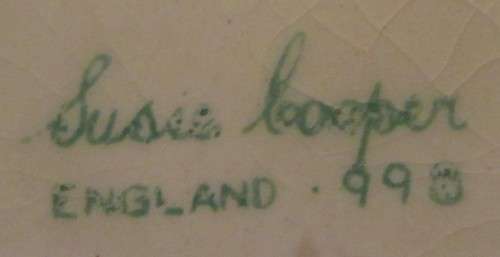 Susie Cooper
ENGLAND . 998